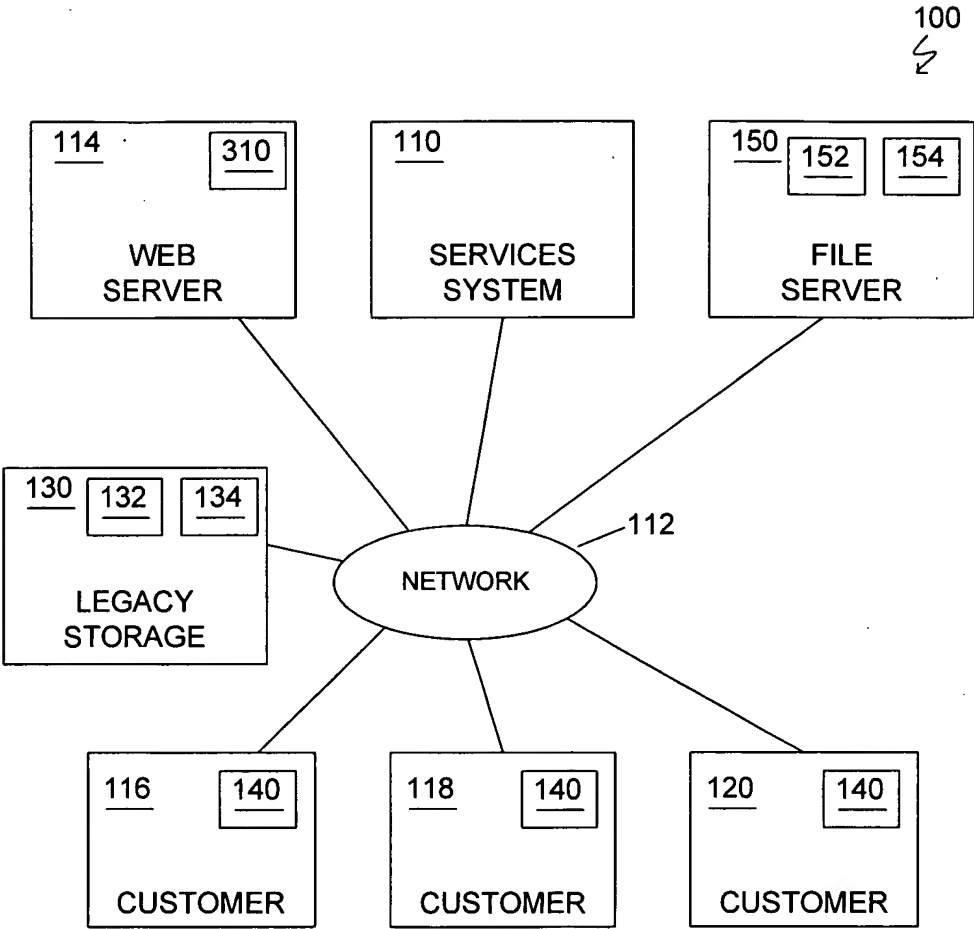 100
114
310
WEB
SERVER
110
SERVICES
SYSTEM
150
152
154
FILE
SERVER
130
132
134
LEGACY
STORAGE
112
NETWORK
116
140
CUSTOMER
118
140
CUSTOMER
120
140
CUSTOMER